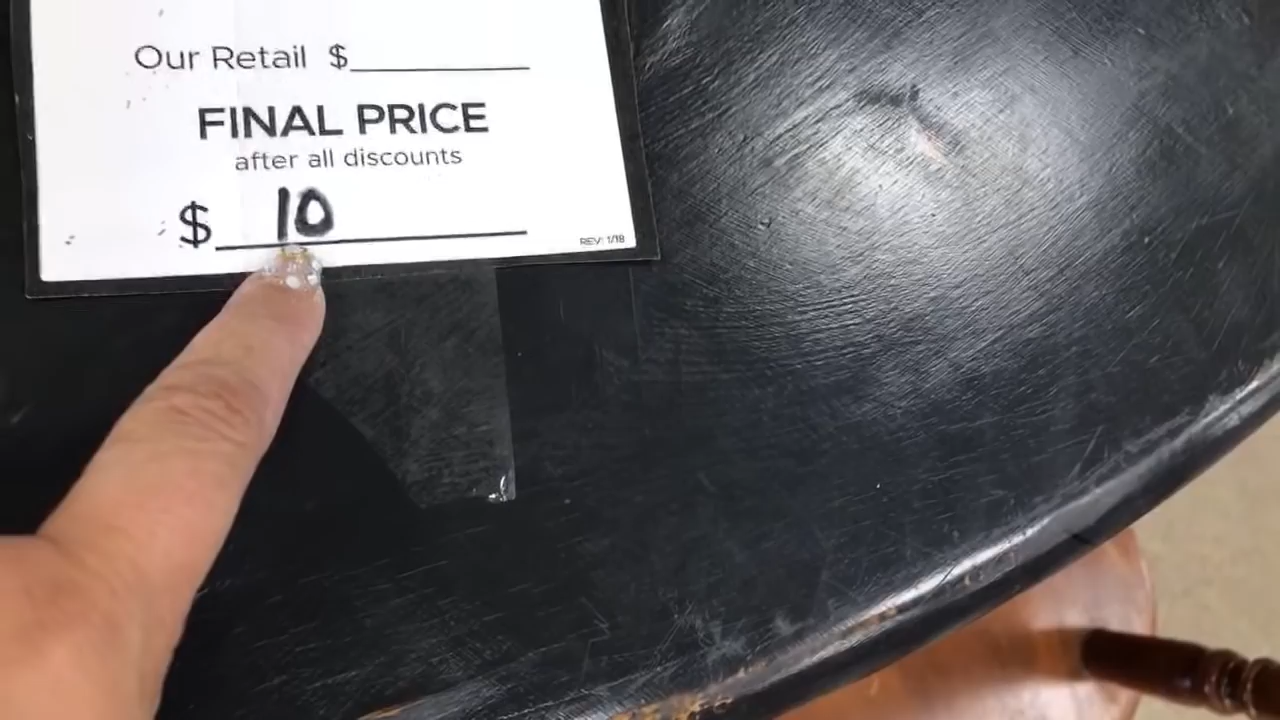 Our Retail $
FINAL PRICE
after all discounts
$ 10
REV: 1/18